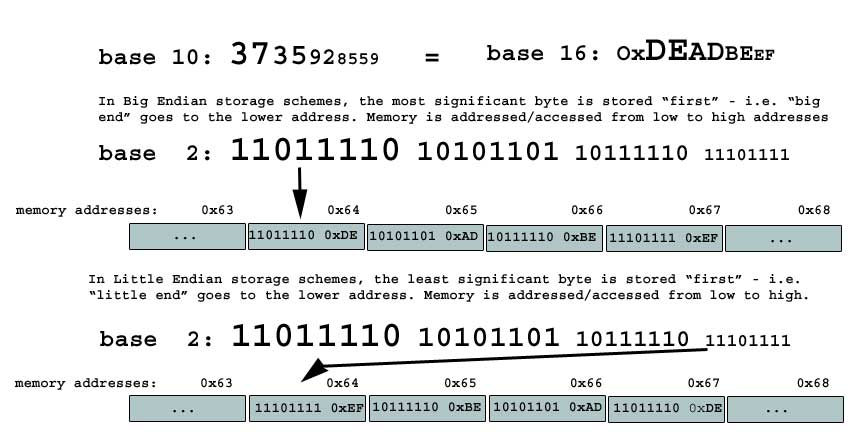 base 10: 3735928559 = base 16: OxDEADBEEF
In Big Endian storage schemes, the most significant byte is stored “first” - i.e. “big
end” goes to the lower address. Memory is addressed/accessed from low to high addresses
base 2: 11011110 10101101 10111110 11101111
memory addresses: 0x63 0x64 0x65 0x66 0x67 0x68
... 11011110 0xDE 10101101 0xAD 10111110 0xBE 11101111 0xEF ...
In Little Endian storage schemes, the least significant byte is stored “first” - i.e.
“little end” goes to the lower address. Memory is addressed/accessed from low to high.
base 2: 11011110 10101101 10111110 11101111
memory addresses: 0x63 0x64 0x65 0x66 0x67 0x68
... 11101111 0xEF 10111110 0xBE 10101101 0xAD 11011110 0xDE ...